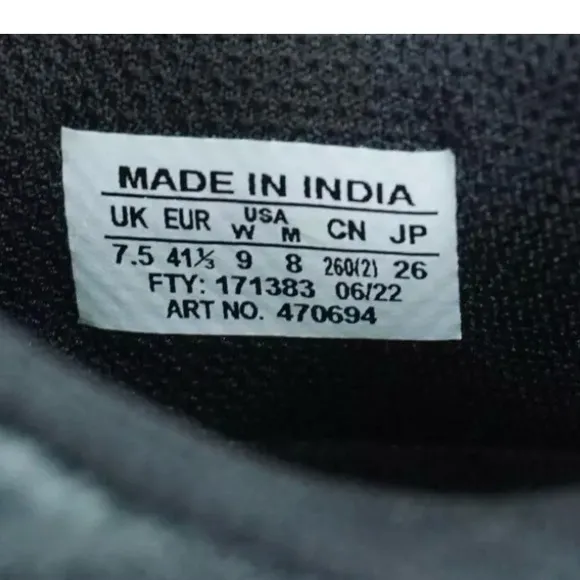 MADE IN INDIA
UK EUR USA W M CN JP
7.5 41⅓ 9 8 260(2) 26
FTY: 171383 06/22
ART NO. 470694